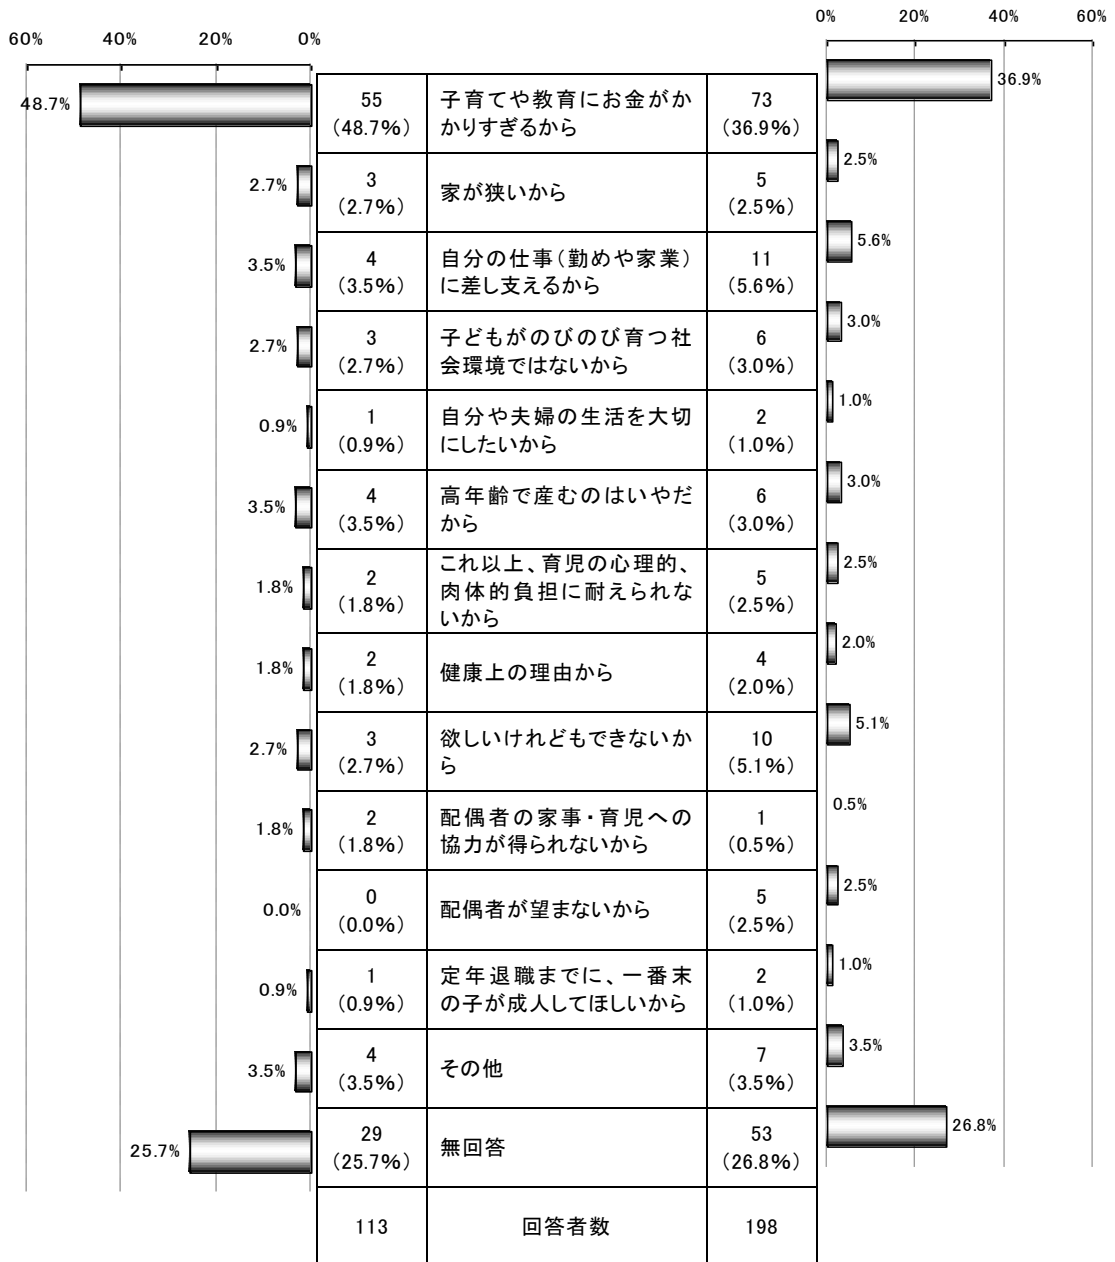 0% 20% 40% 60%
60% 40% 20% 0%
48.7% 55 子育てや教育にお金がか 73 36.9%
(48.7%) かりすぎるから (36.9%)
2.7% 3 家が狭いから 5 2.5%
(2.7%) (2.5%)
3.5% 4 自分の仕事(勤めや家業) 11 5.6%
(3.5%) に差し支えるから (5.6%)
2.7% 3 子どもがのびのび育つ社 6 3.0%
(2.7%) 会環境ではないから (3.0%)
0.9% 1 自分や夫婦の生活を大切 2 1.0%
(0.9%) にしたいから (1.0%)
3.5% 4 高年齢で産むのはいやだ 6 3.0%
(3.5%) から (3.0%)
これ以上、育児の心理的、
1.8% 2 肉体的負担に耐えられな 5 2.5%
(1.8%) いから (2.5%)
1.8% 2 健康上の理由から 4 2.0%
(1.8%) (2.0%)
2.7% 3 欲しいけれどもできないか 10 5.1%
(2.7%) ら (5.1%)
1.8% 2 配偶者の家事・育児への 1 0.5%
(1.8%) 協力が得られないから (0.5%)
0.0% 0 配偶者が望まないから 5 2.5%
(0.0%) (2.5%)
0.9% 1 定年退職までに、一番末 2 1.0%
(0.9%) の子が成人してほしいから (1.0%)
3.5% 4 その他 7 3.5%
(3.5%) (3.5%)
25.7% 29 無回答 53 26.8%
(25.7%) (26.8%)
113 回答者数 198